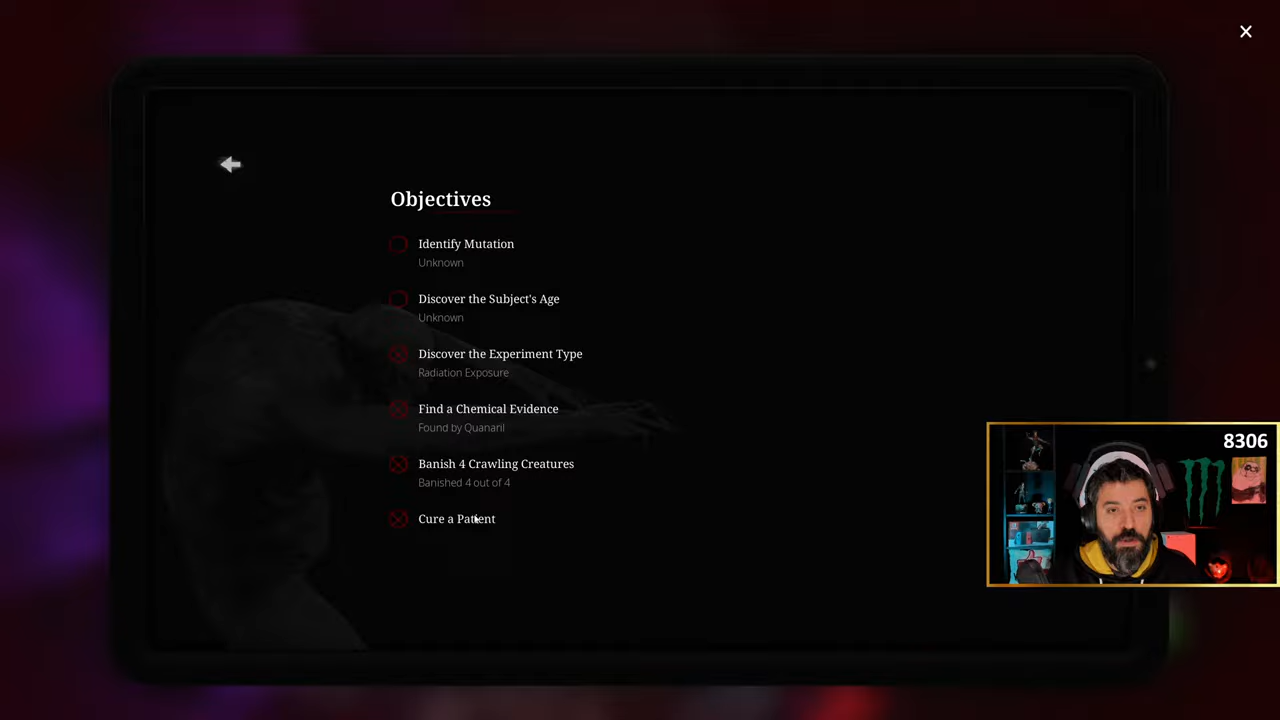 Objectives
Identify Mutation
Unknown
Discover the Subject's Age
Unknown
Discover the Experiment Type
Radiation Exposure
Find a Chemical Evidence
Found by Quanaril
Banish 4 Crawling Creatures
Banished 4 out of 4
Cure a Patient
8306